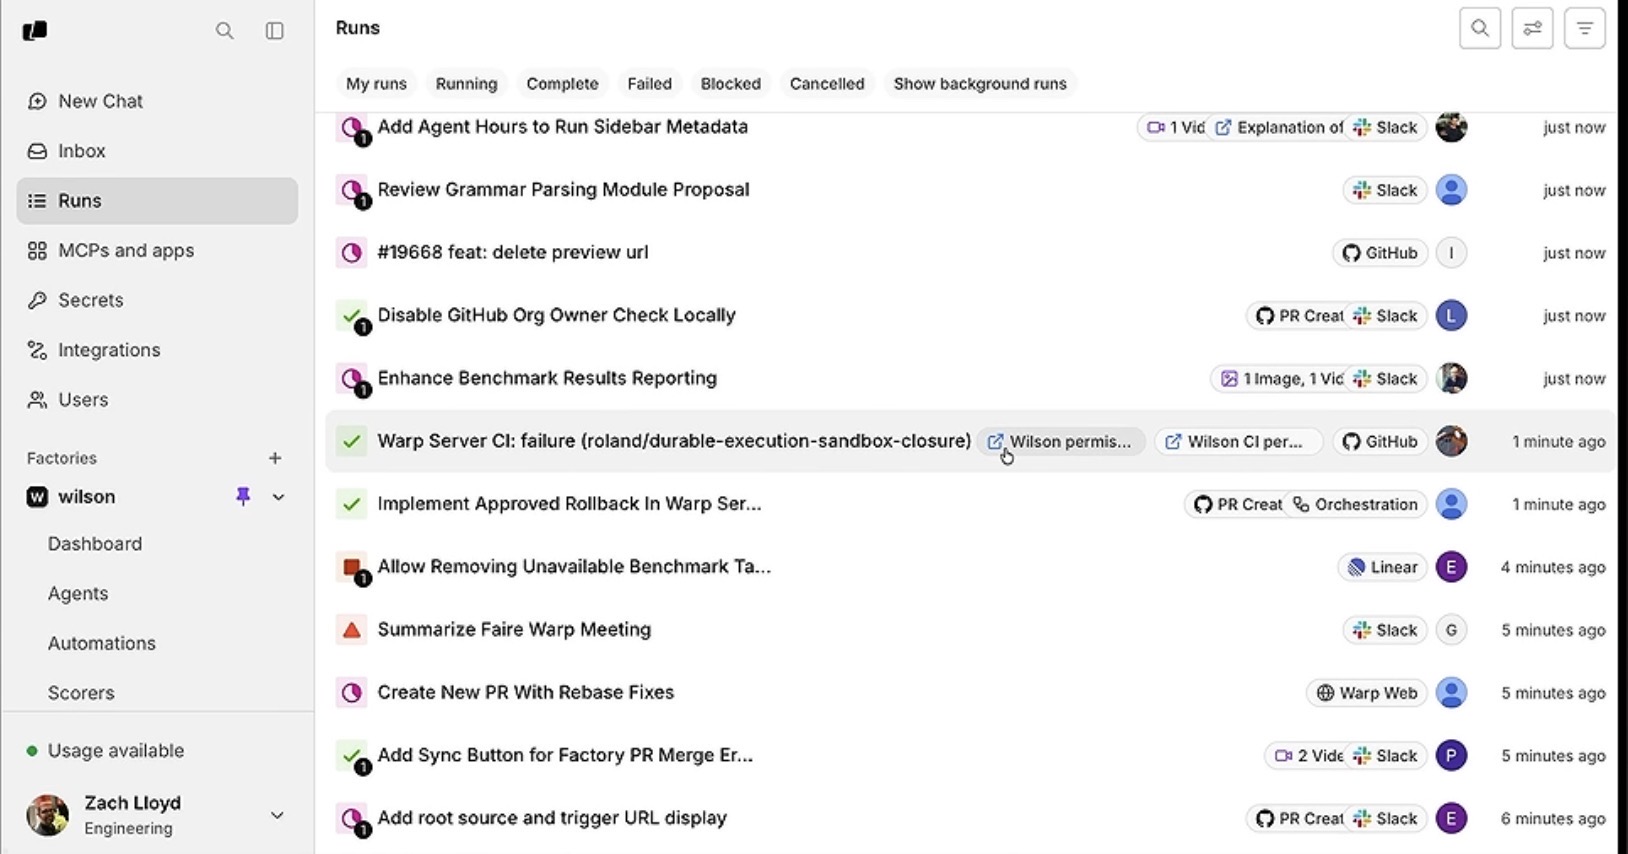 Runs
My runs
Running
Complete
Failed
Blocked
Cancelled
Show background runs
New Chat
Inbox
Runs
MCPs and apps
Secrets
Integrations
Users
Factories
W wilson
Dashboard
Agents
Automations
Scorers
Usage available
Zach Lloyd
Engineering
1 Add Agent Hours to Run Sidebar Metadata 1 Vid Explanation of Slack just now
1 Review Grammar Parsing Module Proposal Slack just now
#19668 feat: delete preview url GitHub I just now
1 Disable GitHub Org Owner Check Locally PR Creat Slack L just now
1 Enhance Benchmark Results Reporting 1 Image, 1 Vid Slack just now
Warp Server CI: failure (roland/durable-execution-sandbox-closure) Wilson permis... Wilson CI per... GitHub 1 minute ago
Implement Approved Rollback In Warp Ser... PR Creat Orchestration 1 minute ago
1 Allow Removing Unavailable Benchmark Ta... Linear E 4 minutes ago
Summarize Faire Warp Meeting Slack G 5 minutes ago
Create New PR With Rebase Fixes Warp Web 5 minutes ago
1 Add Sync Button for Factory PR Merge Er... 2 Vide Slack P 5 minutes ago
1 Add root source and trigger URL display PR Creat Slack E 6 minutes ago